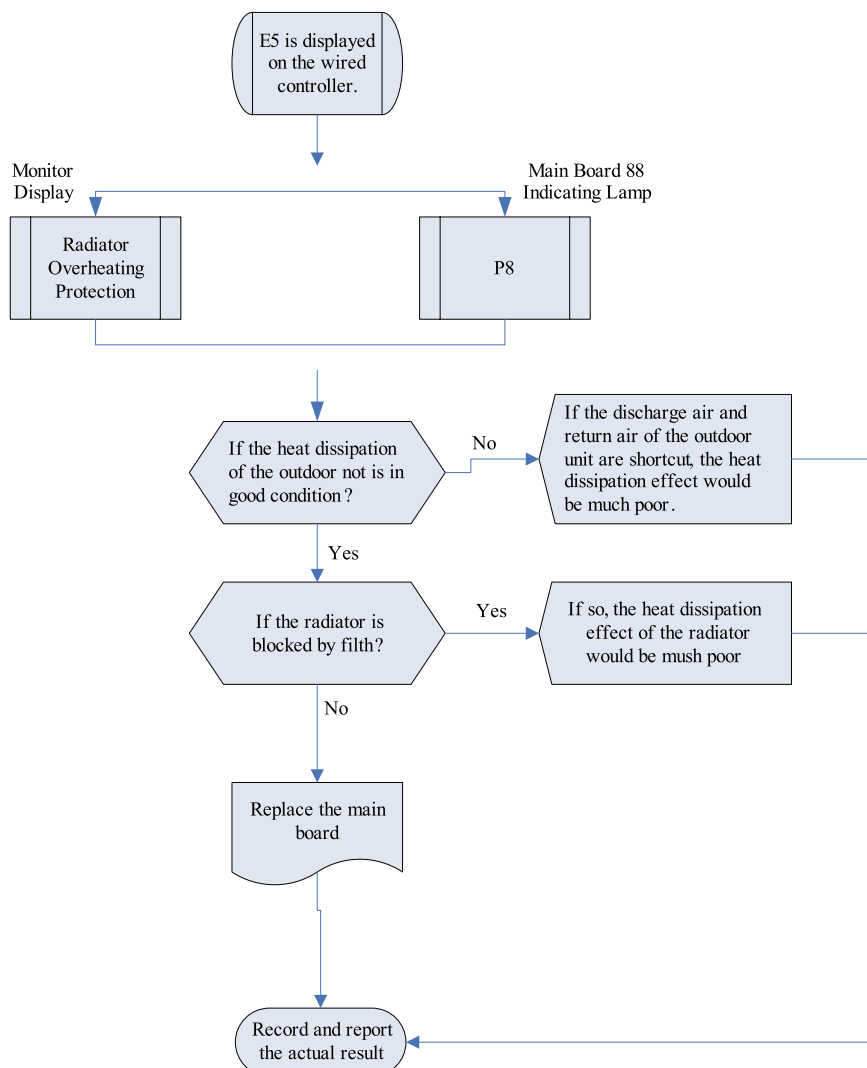 E5 is displayed
on the wired
controller.
Monitor
Display
Main Board 88
Indicating Lamp
Radiator
Overheating
Protection
P8
If the heat dissipation
of the outdoor not is in
good condition?
No
If the discharge air and
return air of the outdoor
unit are shortcut, the heat
dissipation effect would
be much poor.
Yes
If the radiator is
blocked by filth?
Yes
If so, the heat dissipation
effect of the radiator
would be mush poor
No
Replace the main
board
Record and report
the actual result